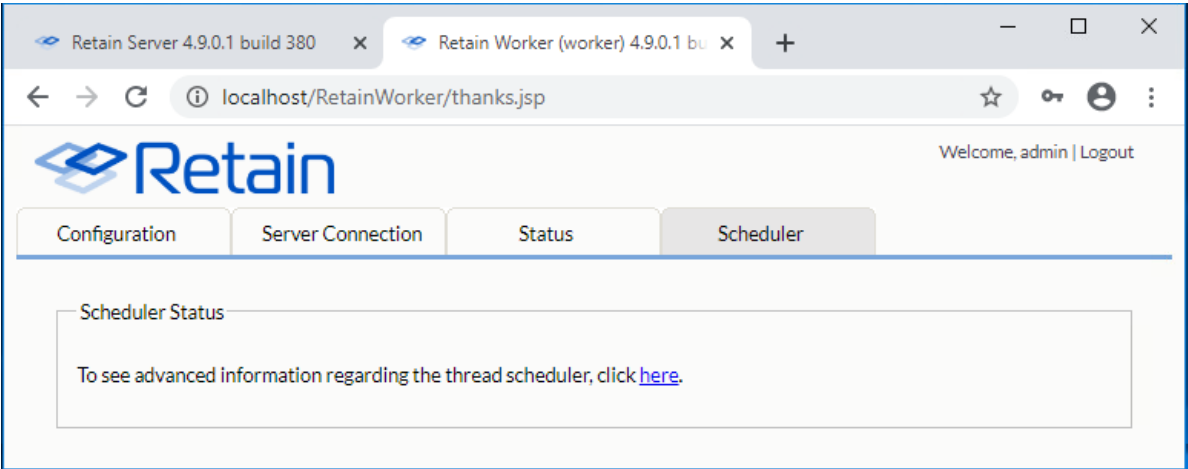 Retain Server 4.9.0.1 build 380
Retain Worker (worker) 4.9.0.1 bu
localhost/RetainWorker/thanks.jsp
Retain
Welcome, admin | Logout
Configuration Server Connection Status Scheduler
Scheduler Status
To see advanced information regarding the thread scheduler, click here.